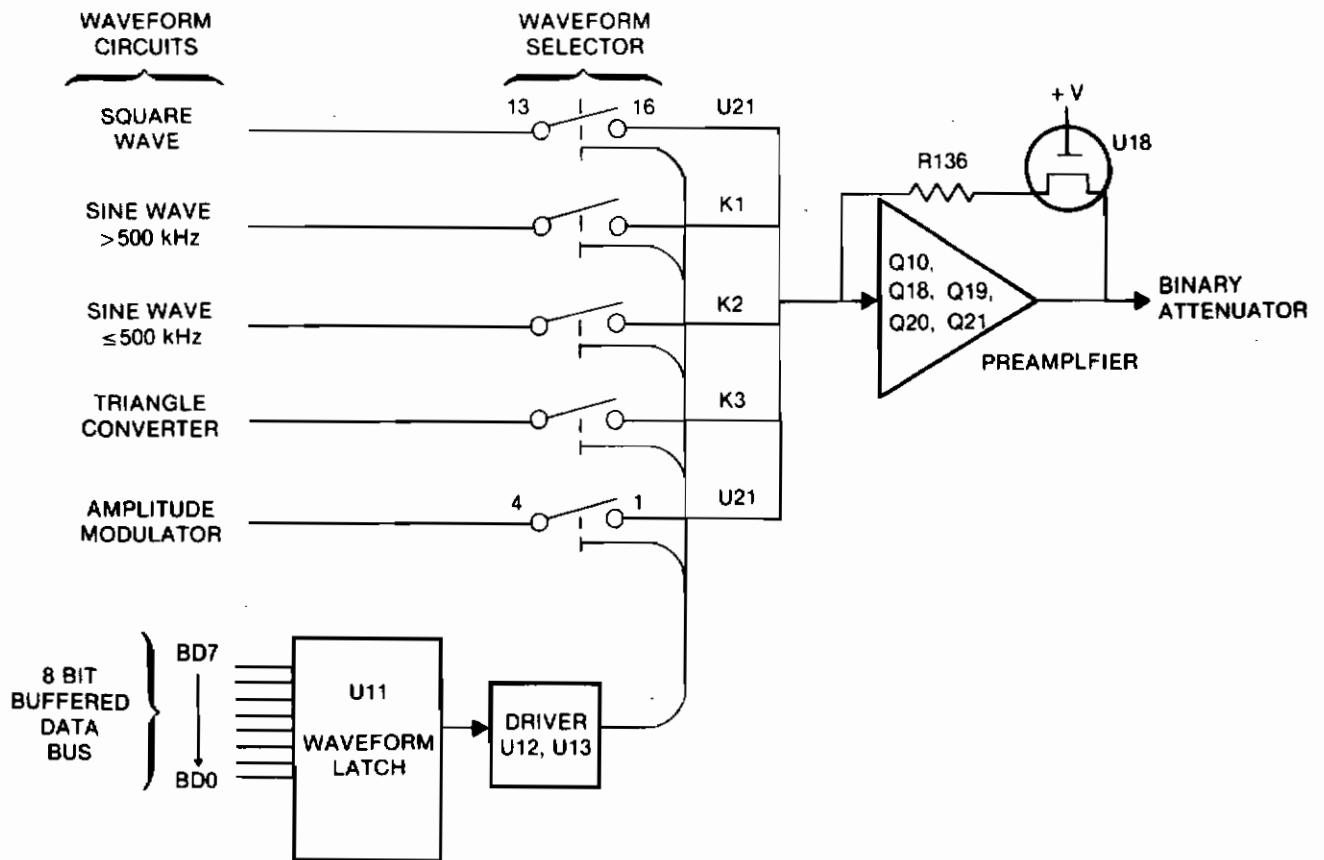 WAVEFORM
CIRCUITS
WAVEFORM
SELECTOR
SQUARE
WAVE
13
16
U21
SINE WAVE
>500 kHz
K1
SINE WAVE
≤500 kHz
K2
TRIANGLE
CONVERTER
K3
AMPLITUDE
MODULATOR
4
1
U21
+ V
U18
R136
Q10,
Q18, Q19,
Q20, Q21
PREAMPLFIER
BINARY
ATTENUATOR
8 BIT
BUFFERED
DATA
BUS
BD7
BD0
U11
WAVEFORM
LATCH
DRIVER
U12, U13